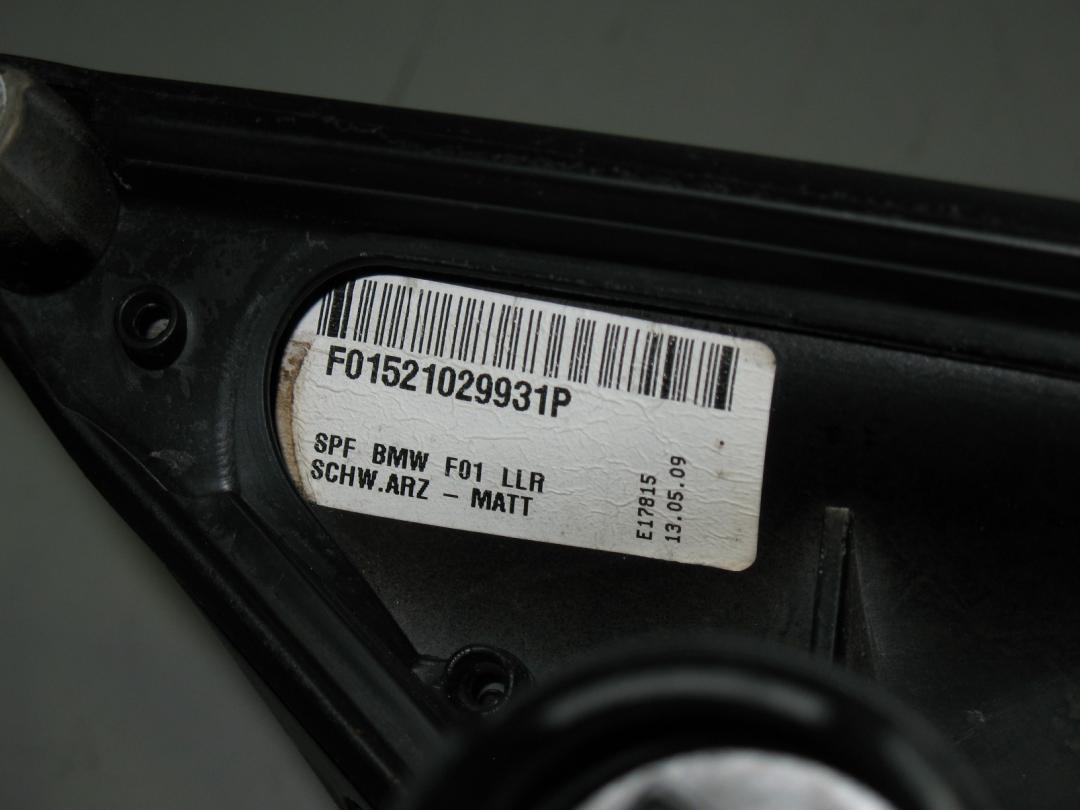 F01521029931P
SPF BMW F01 LLR
SCHW.ARZ - MATT
E17815
13.05.09